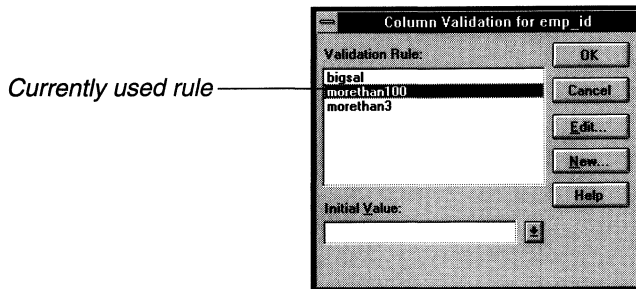 Column Validation for emp_id
Validation Rule:
OK
bigsal
Currently used rule
morethan100
Cancel
morethan3
Edit...
New...
Help
Initial Value: